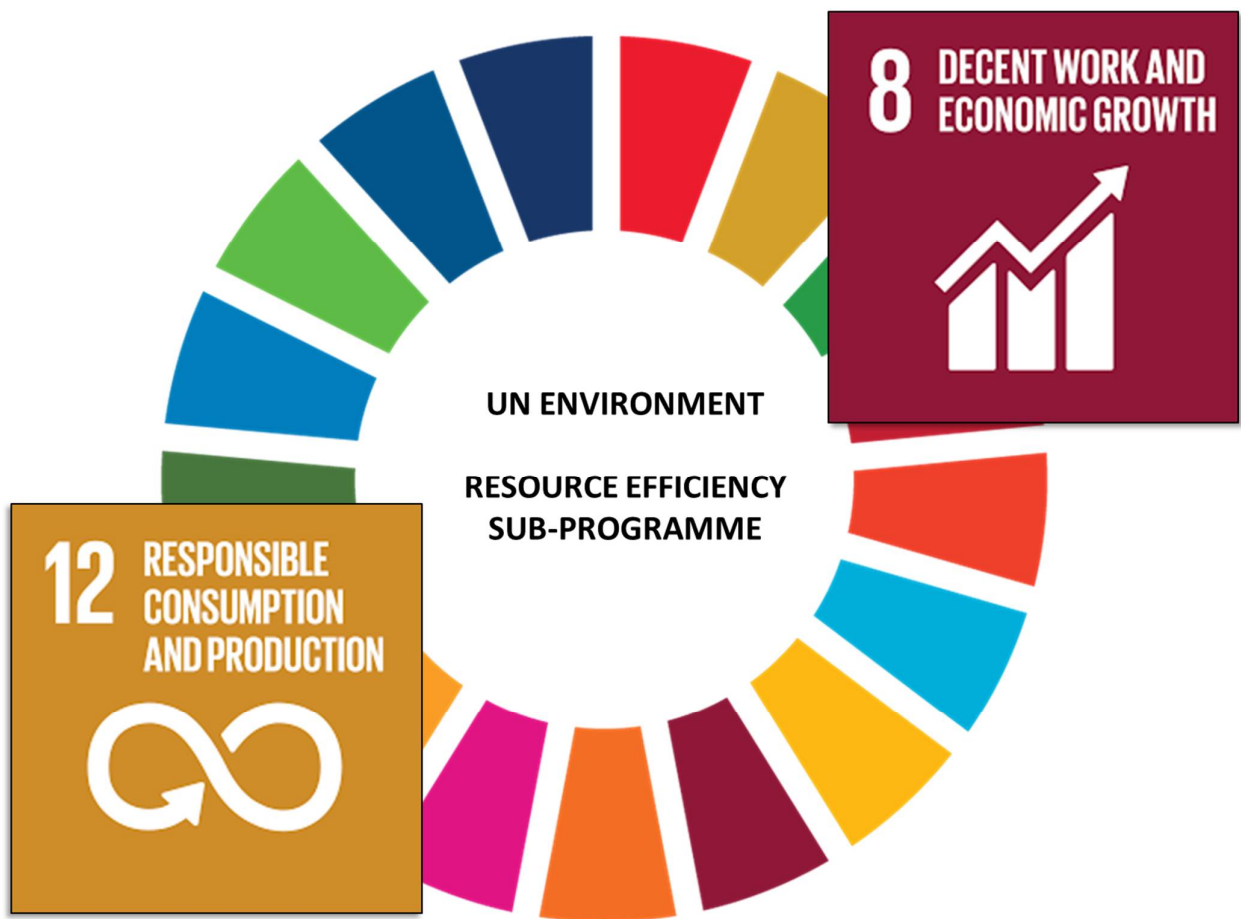 8 DECENT WORK AND
ECONOMIC GROWTH
UN ENVIRONMENT
RESOURCE EFFICIENCY
SUB-PROGRAMME
12 RESPONSIBLE
CONSUMPTION
AND PRODUCTION